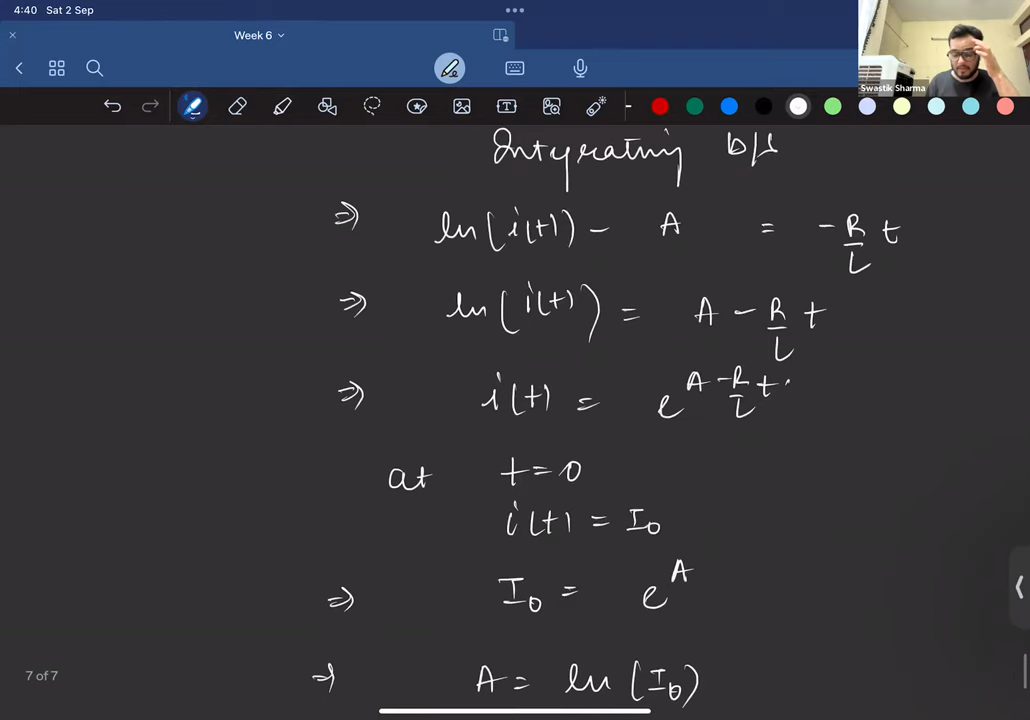 4:40 Sat 2 Sep
Week 6
Swastik Sharma
Integrating b/s
⇒ ln(i(t)) - A = -R/L t
⇒ ln(i(t)) = A - R/L t
⇒ i(t) = e^(A - R/L t)
at t=0
i(t) = I₀
⇒ I₀ = e^A
⇒ A = ln(I₀)
7 of 7